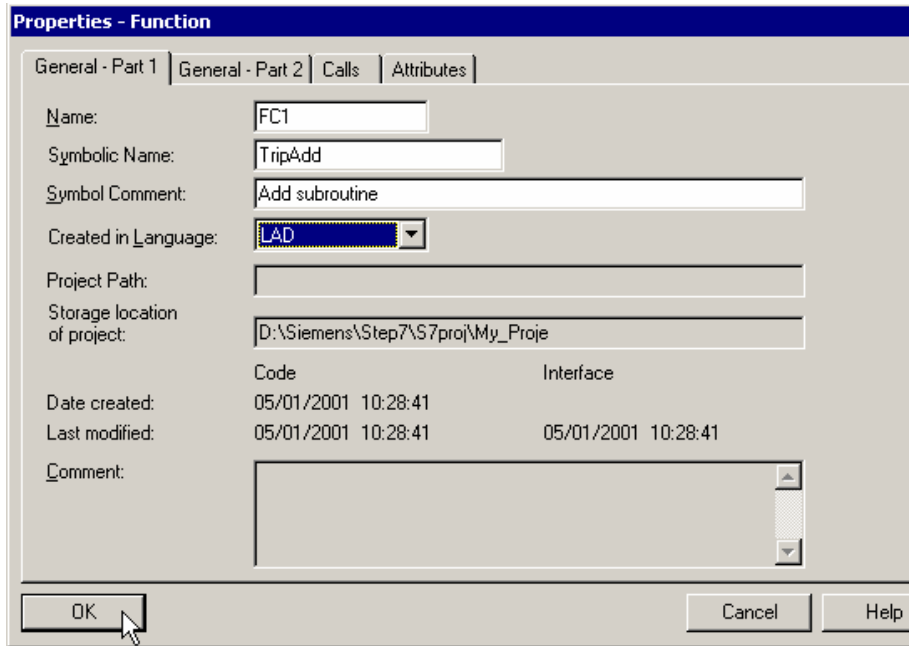 Properties - Function
General - Part 1 General - Part 2 Calls Attributes
Name: FC1
Symbolic Name: TripAdd
Symbol Comment: Add subroutine
Created in Language: LAD
Project Path:
Storage location
of project: D:\Siemens\Step7\S7proj\My_Proje
Code Interface
Date created: 05/01/2001 10:28:41
Last modified: 05/01/2001 10:28:41 05/01/2001 10:28:41
Comment:
OK Cancel Help